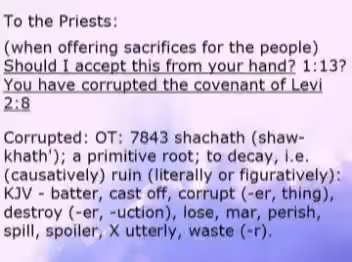 To the Priests:
(when offering sacrifices for the people)
Should I accept this from your hand? 1:13?
You have corrupted the covenant of Levi
2:8
Corrupted: OT: 7843 shachath (shaw-
khath'); a primitive root; to decay, i.e.
(causatively) ruin (literally or figuratively):
KJV - batter, cast off, corrupt (-er, thing),
destroy (-er, -uction), lose, mar, perish,
spill, spoiler, X utterly, waste (-r).